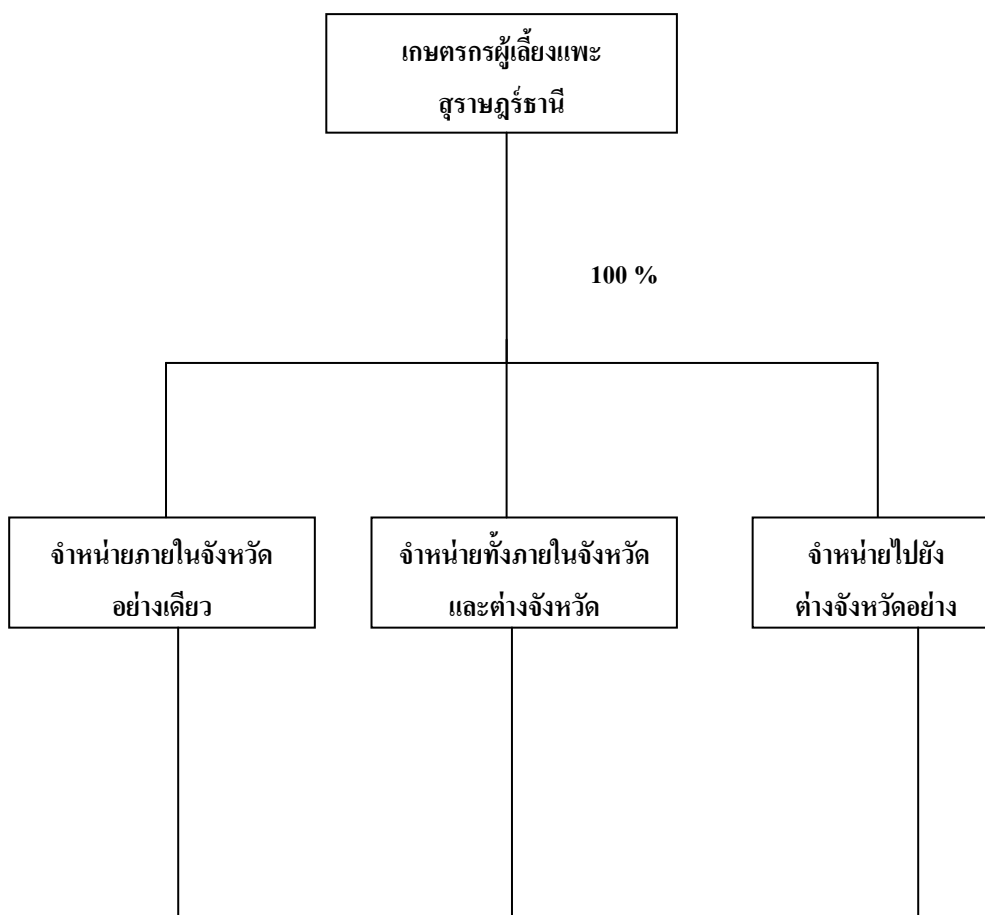 เกษตรกรผู้เลี้ยงแพะ
สุราษฎร์ธานี
100 %
จำหน่ายภายในจังหวัด
อย่างเดียว
จำหน่ายทั้งภายในจังหวัด
และต่างจังหวัด
จำหน่ายไปยัง
ต่างจังหวัดอย่าง